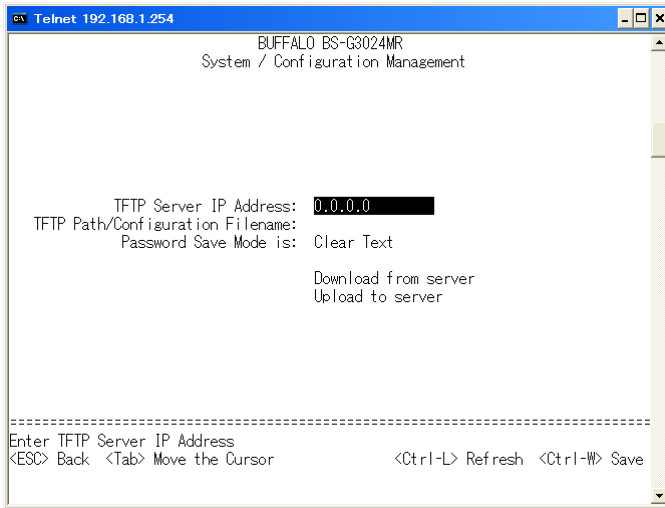 Telnet 192.168.1.254
BUFFALO BS-G3024MR
System / Configuration Management
TFTP Server IP Address: 0.0.0.0
TFTP Path/Configuration Filename:
Password Save Mode is: Clear Text
Download from server
Upload to server
================================================================================
Enter TFTP Server IP Address
<ESC> Back <Tab> Move the Cursor <Ctrl-L> Refresh <Ctrl-W> Save